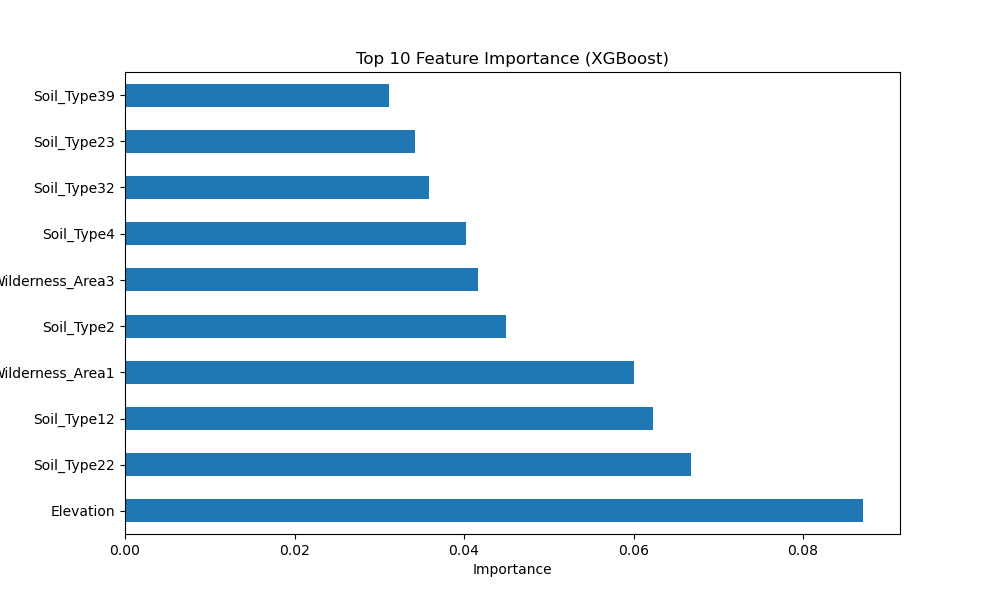 Top 10 Feature Importance (XGBoost)
Soil_Type39
Soil_Type23
Soil_Type32
Soil_Type4
Wilderness_Area3
Soil_Type2
Wilderness_Area1
Soil_Type12
Soil_Type22
Elevation
0.00 0.02 0.04 0.06 0.08
Importance